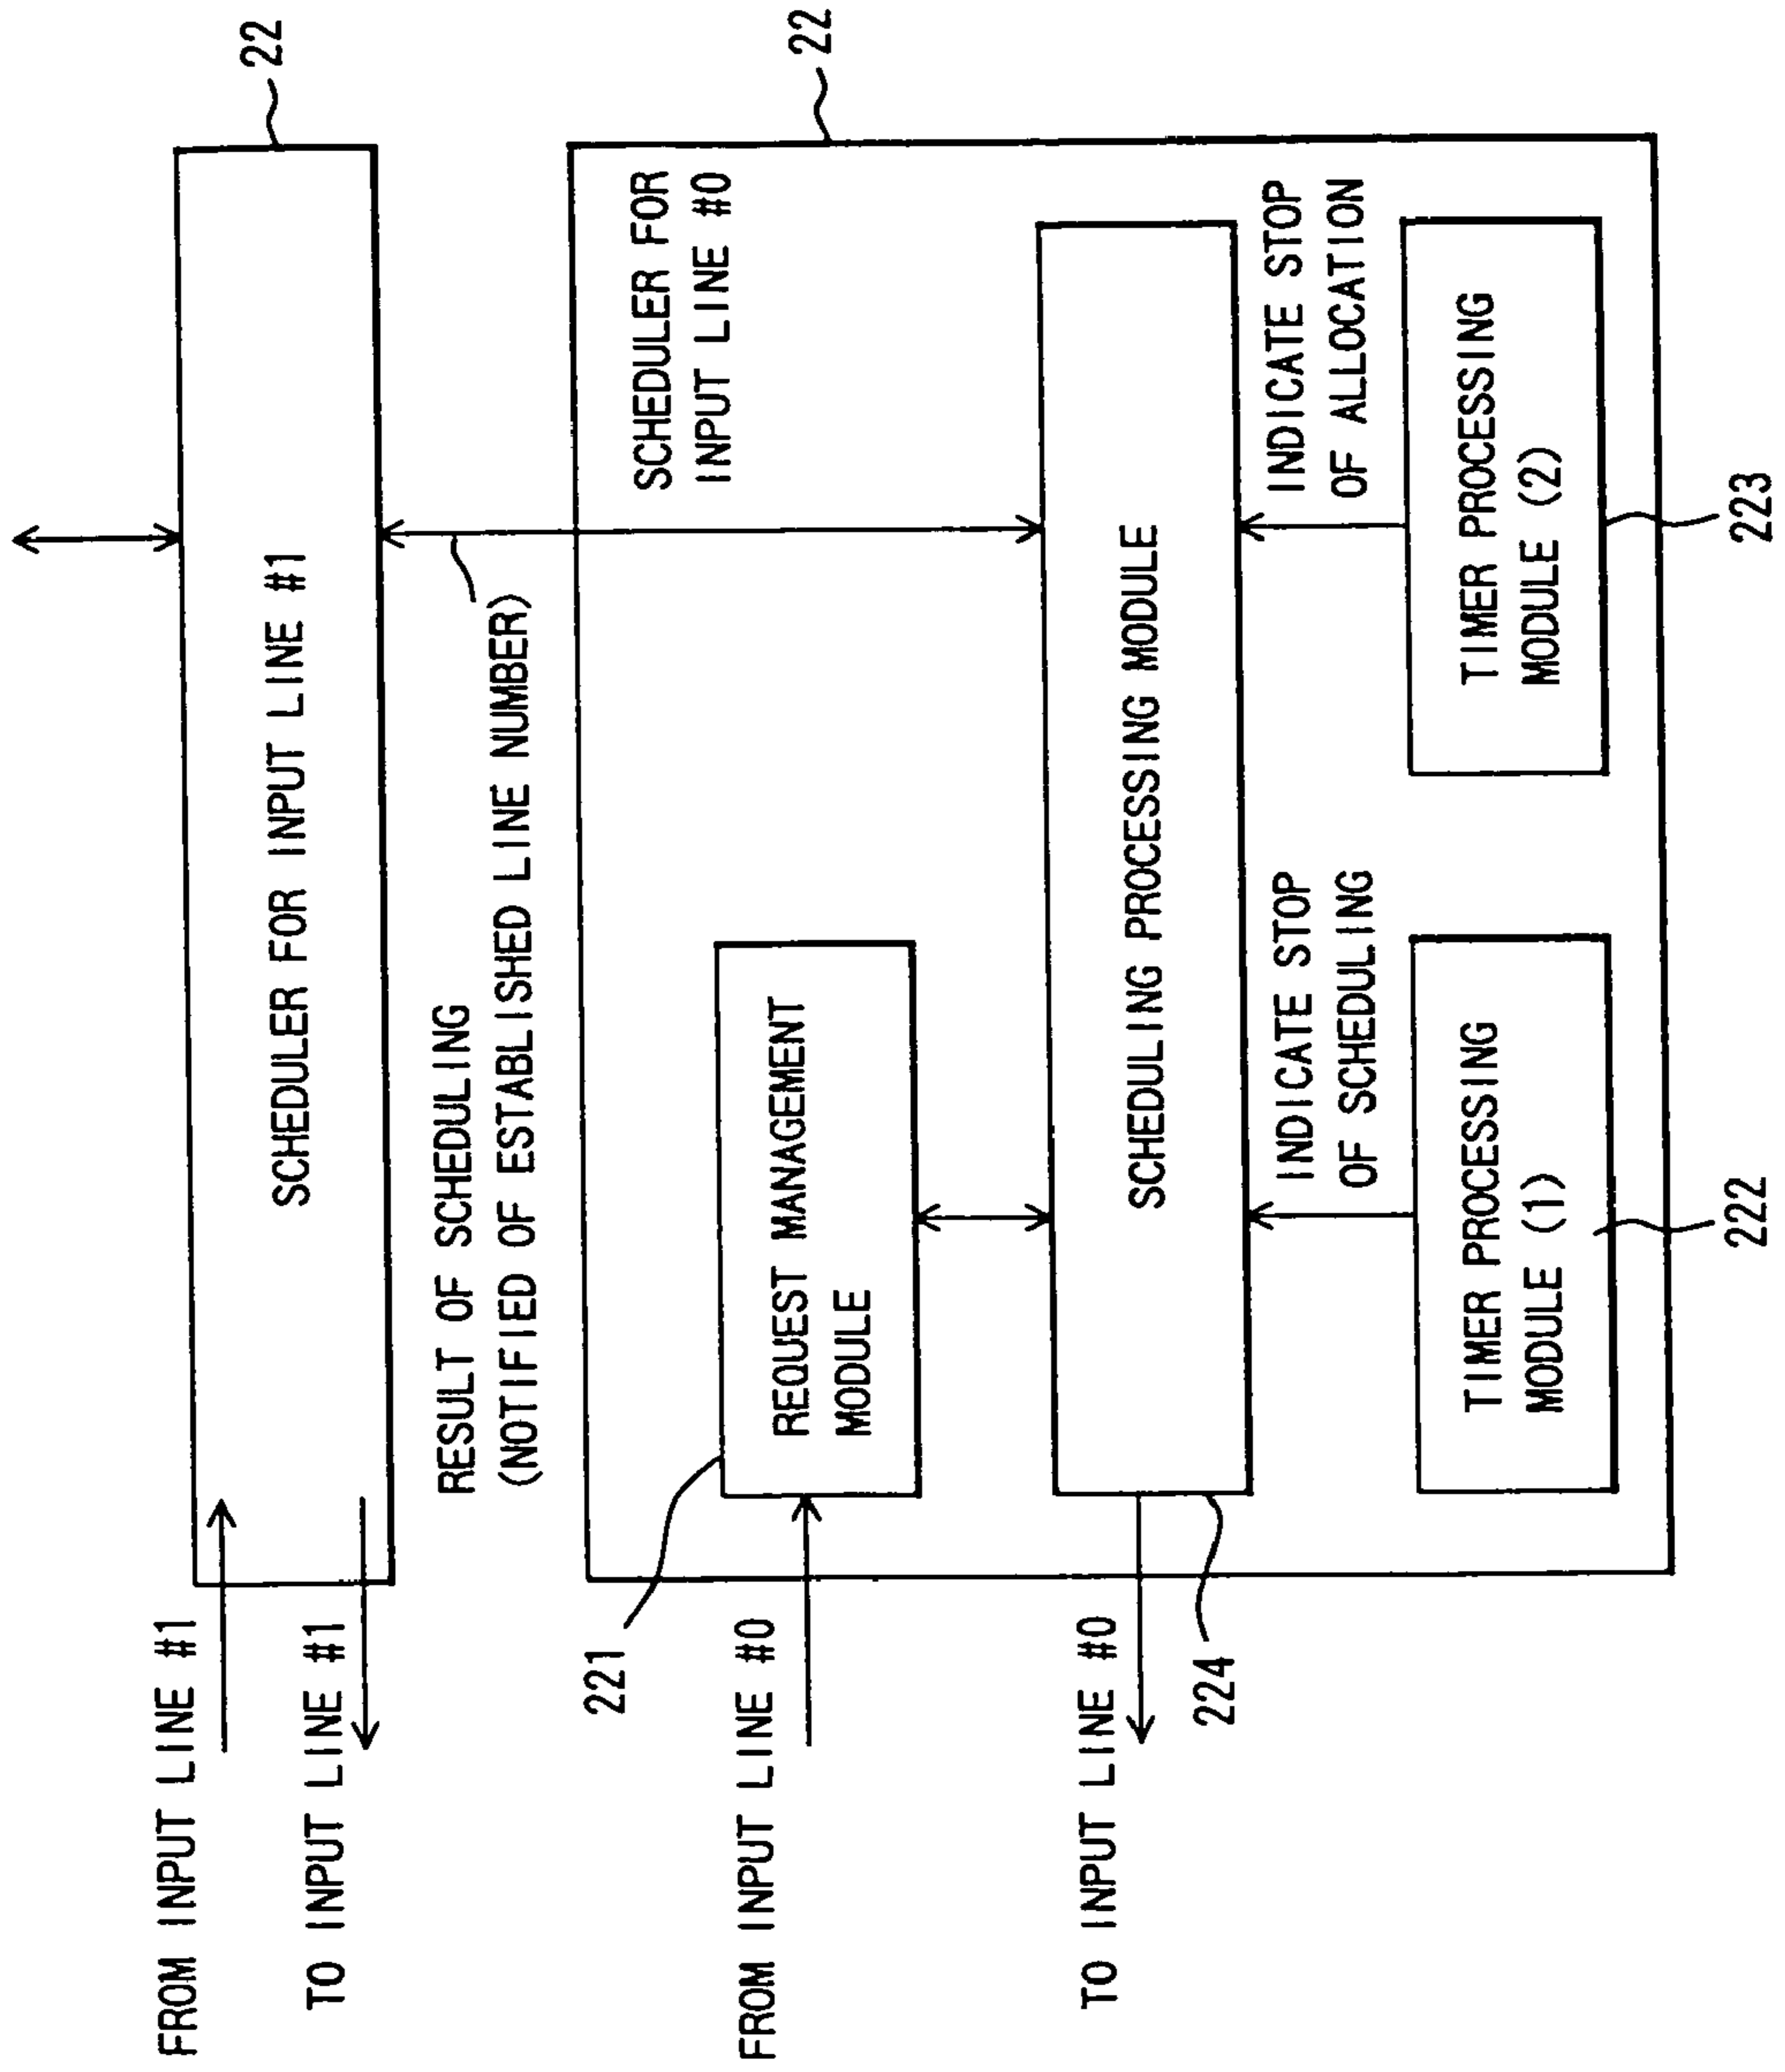 22
FROM INPUT LINE #1
SCHEDULER FOR INPUT LINE #1
TO INPUT LINE #1
RESULT OF SCHEDULING
(NOTIFIED OF ESTABLISHED LINE NUMBER)
22
SCHEDULER FOR
INPUT LINE #0
221
FROM INPUT LINE #0
REQUEST MANAGEMENT
MODULE
TO INPUT LINE #0
SCHEDULING PROCESSING MODULE
224
INDICATE STOP
OF SCHEDULING
INDICATE STOP
OF ALLOCATION
TIMER PROCESSING
MODULE (1)
TIMER PROCESSING
MODULE (2)
222
223